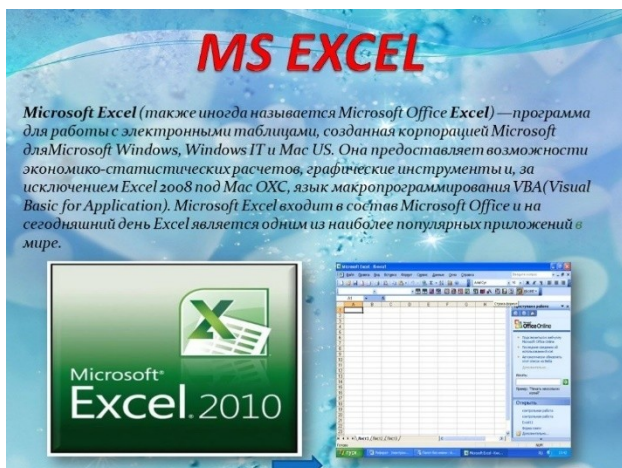 MS EXCEL
Microsoft Excel (также иногда называется Microsoft Office Excel) —программа
для работы с электронными таблицами, созданная корпорацией Microsoft
дляMicrosoft Windows, Windows IT и Mac US. Она предоставляет возможности
экономико-статистических расчетов, графические инструменты и, за
исключением Excel 2008 под Mac OXC, язык макропрограммирования VBA(Visual
Basic for Application). Microsoft Excel входит в состав Microsoft Office и на
сегодняшний день Excel является одним из наиболее популярных приложений в
мире.
Microsoft®
Excel.2010
Office Online